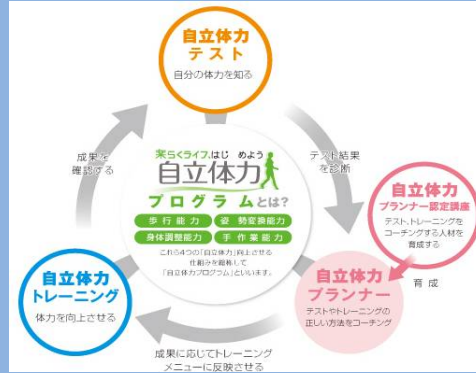 自立体力
テスト
自分の体力を知る
成果を
確認する
テスト結果
を診断
楽らくライフ、はじめよう
自立体力
プログラムとは?
歩行能力
姿勢変換能力
身体調整能力
手作業能力
これら4つの「自立体力」向上させる
仕組みを総称して
「自立体力プログラム」といいます。
自立体力
プランナー認定講座
テスト、トレーニングを
コーチングする人材を
育成する
育成
自立体力
プランナー
テストやトレーニングの
正しい方法をコーチング
自立体力
トレーニング
体力を向上させる
成果に応じてトレーニング
メニューに反映させる